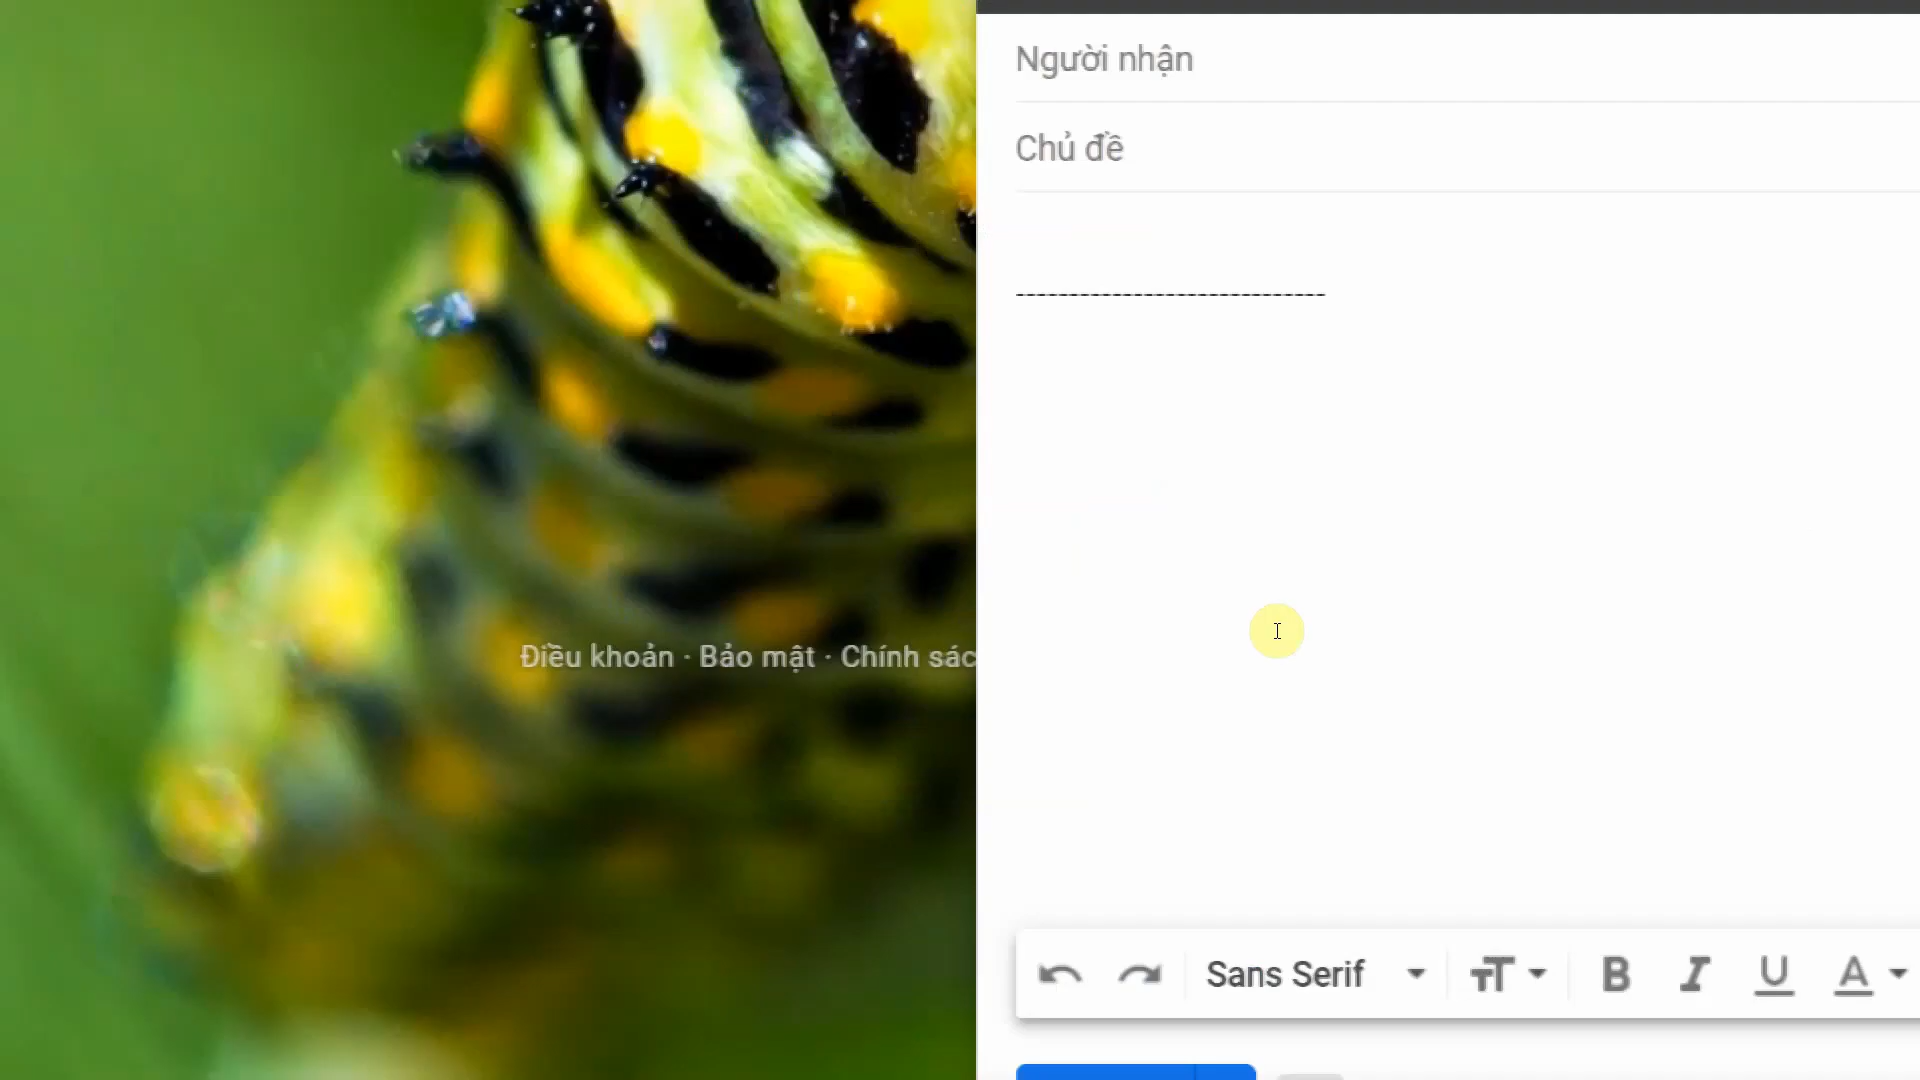 Người nhận
Chủ đề
-----------------------------
Điều khoản · Bảo mật · Chính sác
Sans Serif